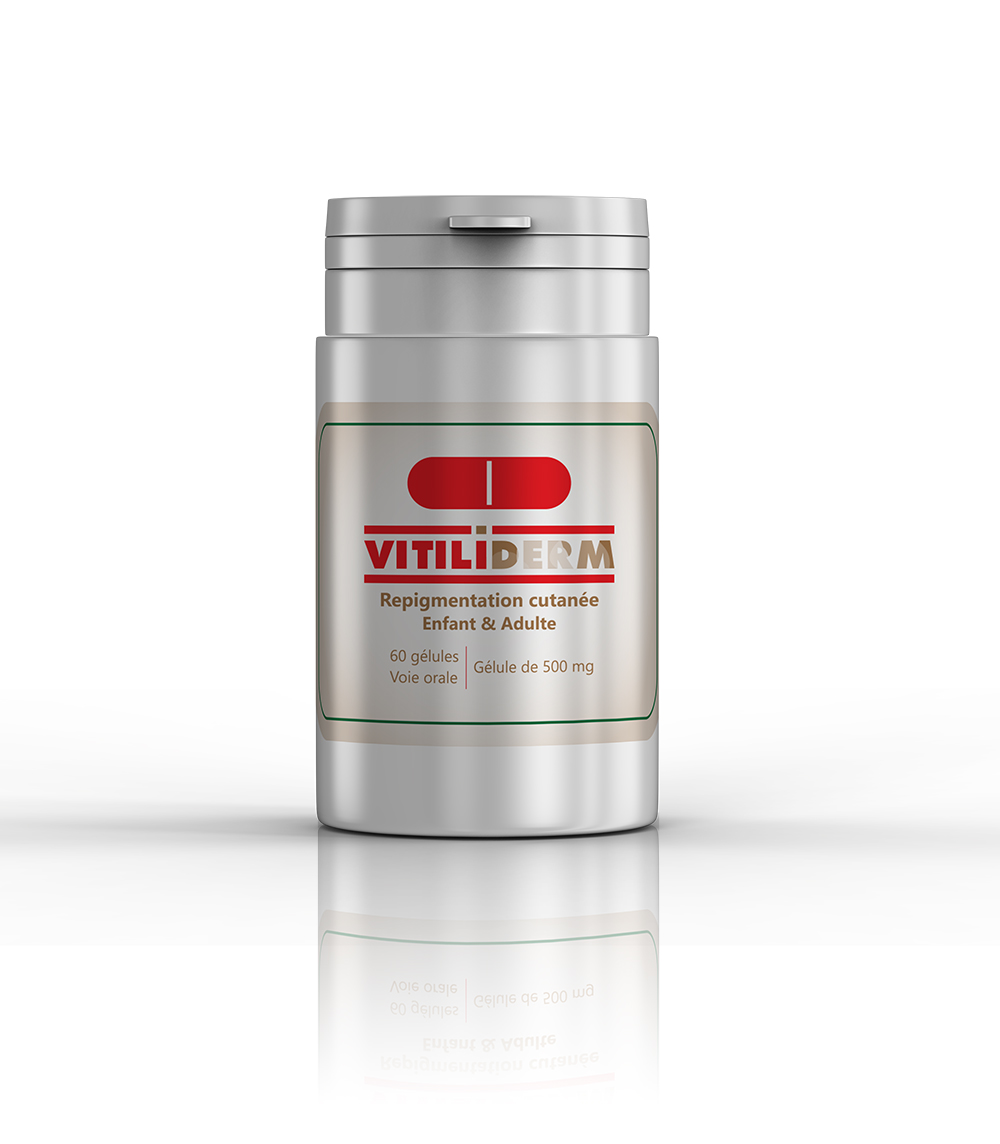 VITILIDERM
Repigmentation cutanée
Enfant & Adulte
60 gélules
Voie orale
Gélule de 500 mg